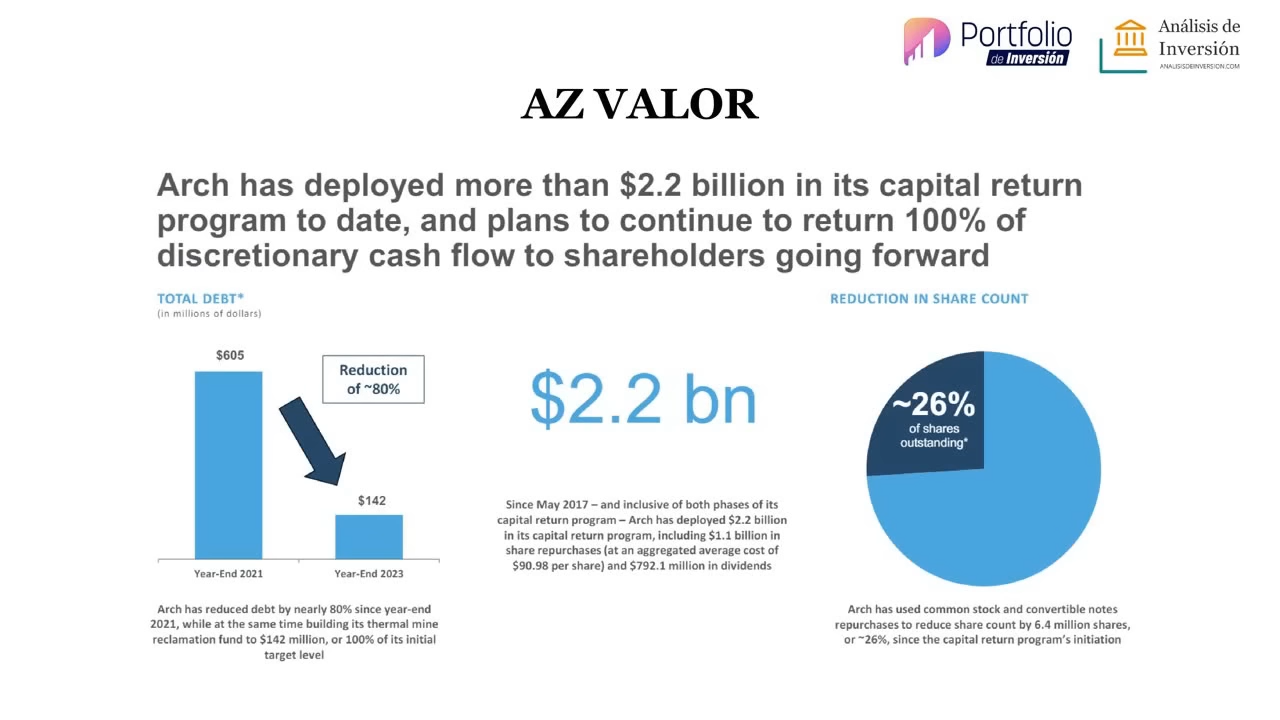 Portfolio
de Inversión
Análisis de
Inversión
ANALISISDEINVERSION.COM
AZ VALOR
Arch has deployed more than $2.2 billion in its capital return
program to date, and plans to continue to return 100% of
discretionary cash flow to shareholders going forward
TOTAL DEBT*
(in millions of dollars)
$605
Reduction
of ~80%
$142
Year-End 2021
Year-End 2023
Arch has reduced debt by nearly 80% since year-end
2021, while at the same time building its thermal mine
reclamation fund to $142 million, or 100% of its initial
target level
$2.2 bn
Since May 2017 – and inclusive of both phases of its
capital return program – Arch has deployed $2.2 billion
in its capital return program, including $1.1 billion in
share repurchases (at an aggregated average cost of
$90.98 per share) and $792.1 million in dividends
REDUCTION IN SHARE COUNT
~26%
of shares
outstanding*
Arch has used common stock and convertible notes
repurchases to reduce share count by 6.4 million shares,
or ~26%, since the capital return program's initiation